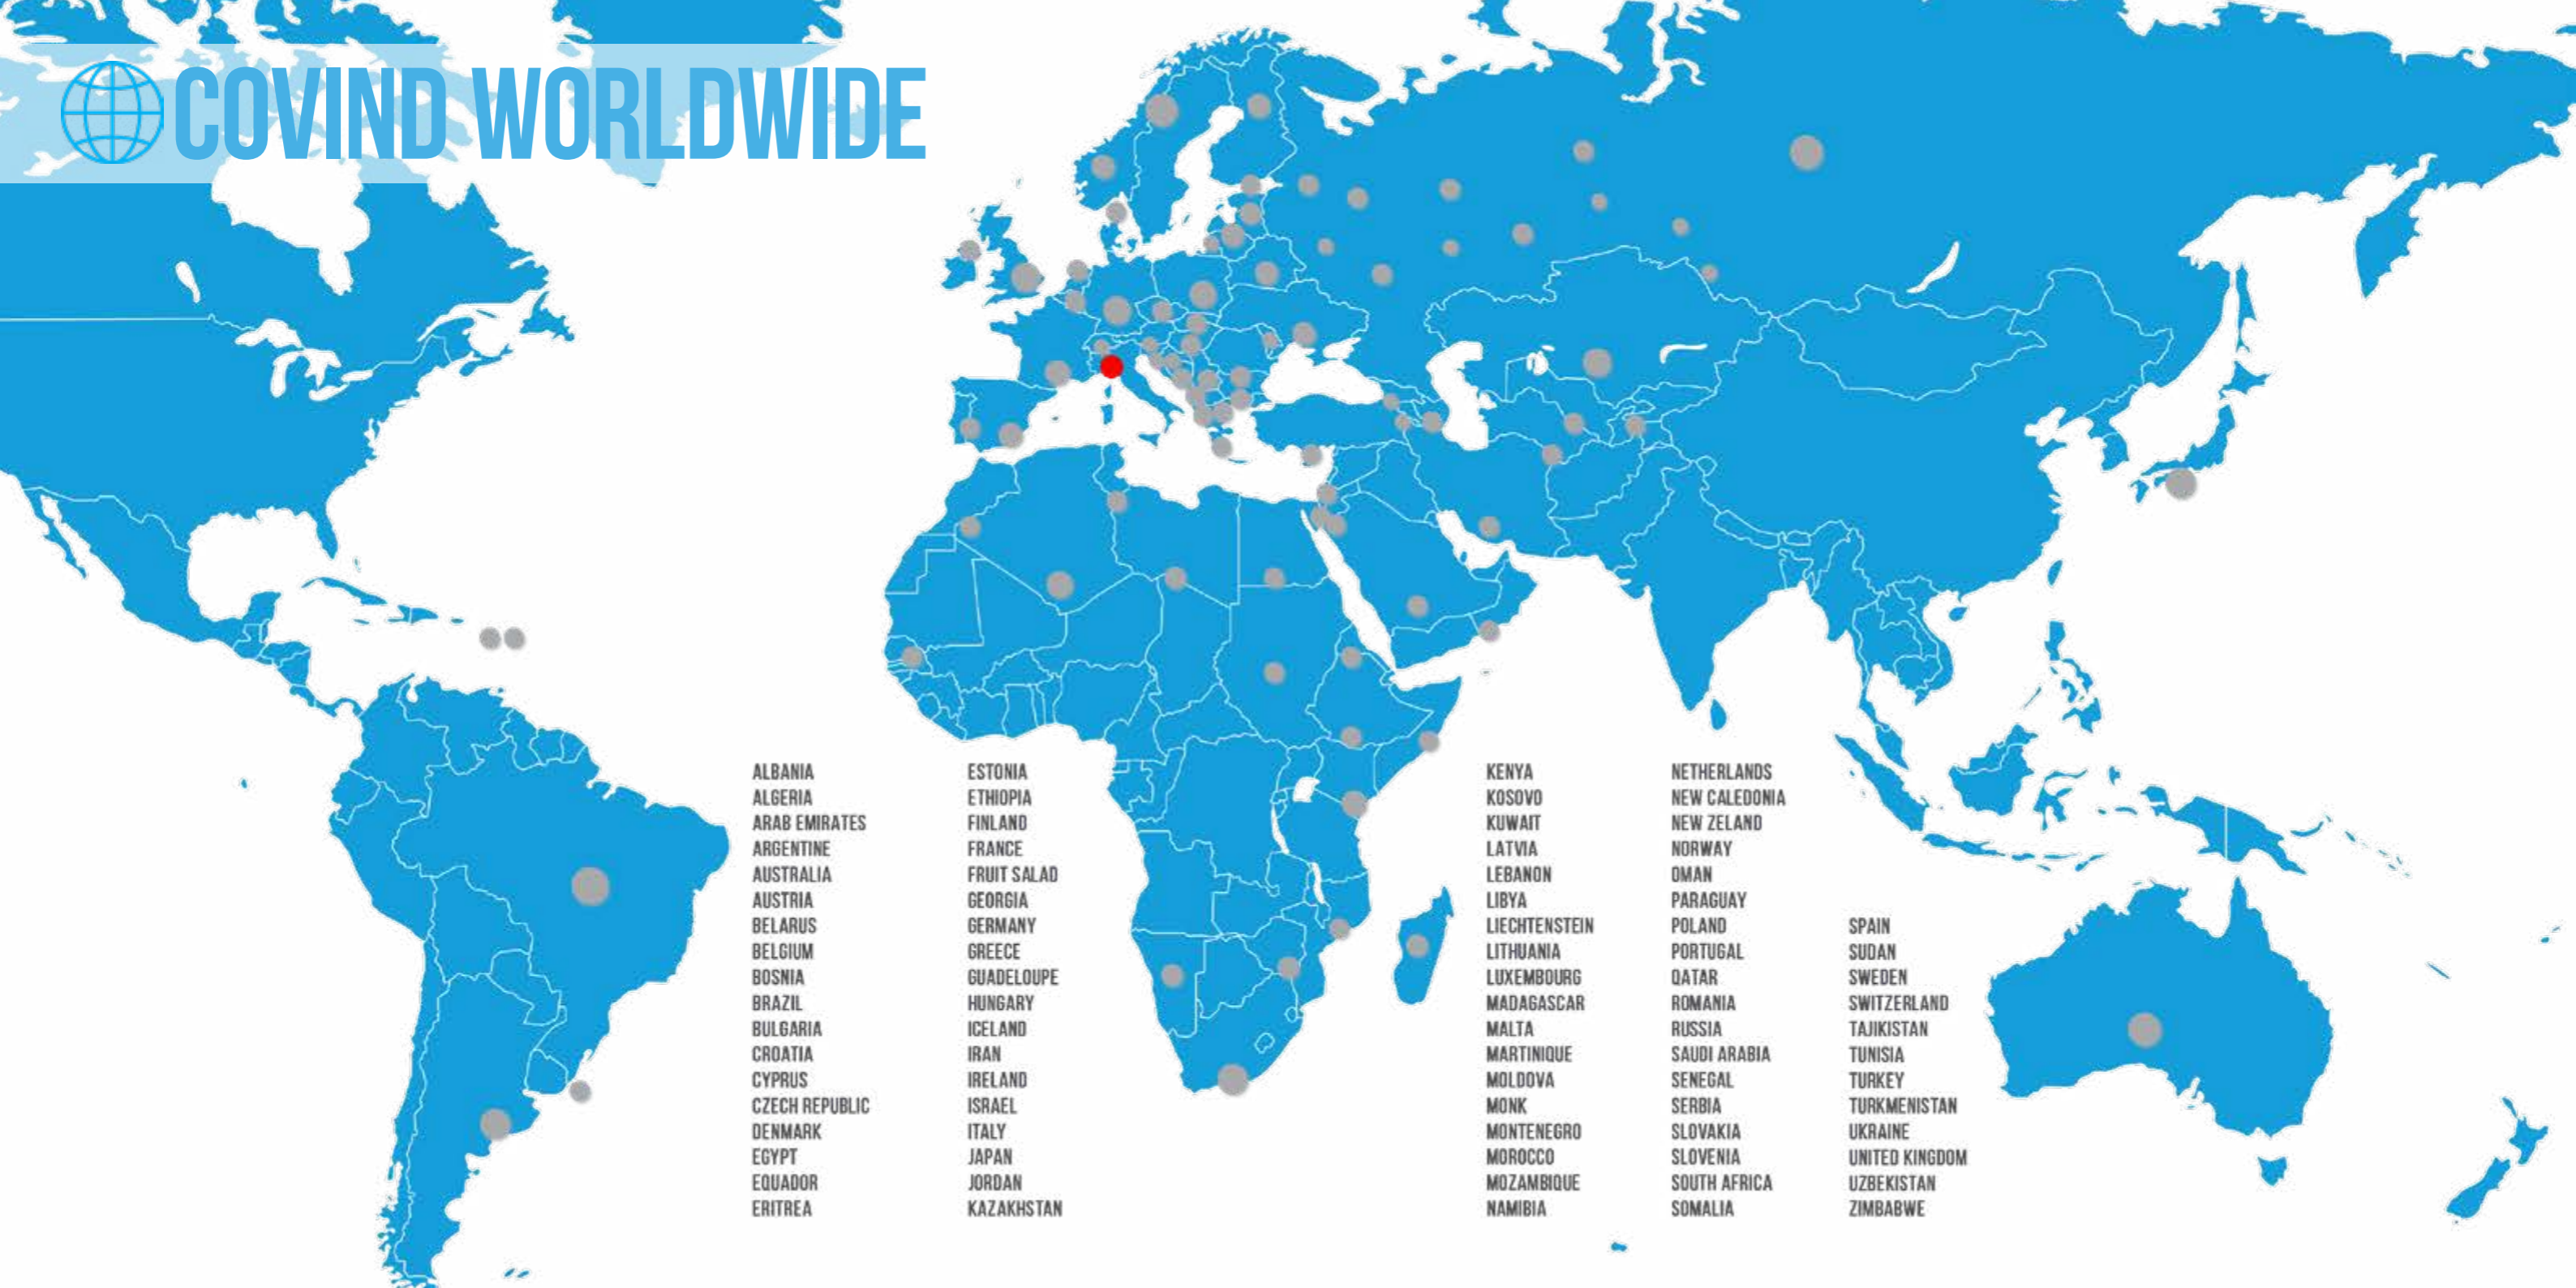 COVIND WORLDWIDE
ALBANIA
ALGERIA
ARAB EMIRATES
ARGENTINE
AUSTRALIA
AUSTRIA
BELARUS
BELGIUM
BOSNIA
BRAZIL
BULGARIA
CROATIA
CYPRUS
CZECH REPUBLIC
DENMARK
EGYPT
EQUADOR
ERITREA
ESTONIA
ETHIOPIA
FINLAND
FRANCE
FRUIT SALAD
GEORGIA
GERMANY
GREECE
GUADELOUPE
HUNGARY
ICELAND
IRAN
IRELAND
ISRAEL
ITALY
JAPAN
JORDAN
KAZAKHSTAN
KENYA
KOSOVO
KUWAIT
LATVIA
LEBANON
LIBYA
LIECHTENSTEIN
LITHUANIA
LUXEMBOURG
MADAGASCAR
MALTA
MARTINIQUE
MOLDOVA
MONK
MONTENEGRO
MOROCCO
MOZAMBIQUE
NAMIBIA
NETHERLANDS
NEW CALEDONIA
NEW ZELAND
NORWAY
OMAN
PARAGUAY
POLAND
PORTUGAL
QATAR
ROMANIA
RUSSIA
SAUDI ARABIA
SENEGAL
SERBIA
SLOVAKIA
SLOVENIA
SOUTH AFRICA
SOMALIA
SPAIN
SUDAN
SWEDEN
SWITZERLAND
TAJIKISTAN
TUNISIA
TURKEY
TURKMENISTAN
UKRAINE
UNITED KINGDOM
UZBEKISTAN
ZIMBABWE